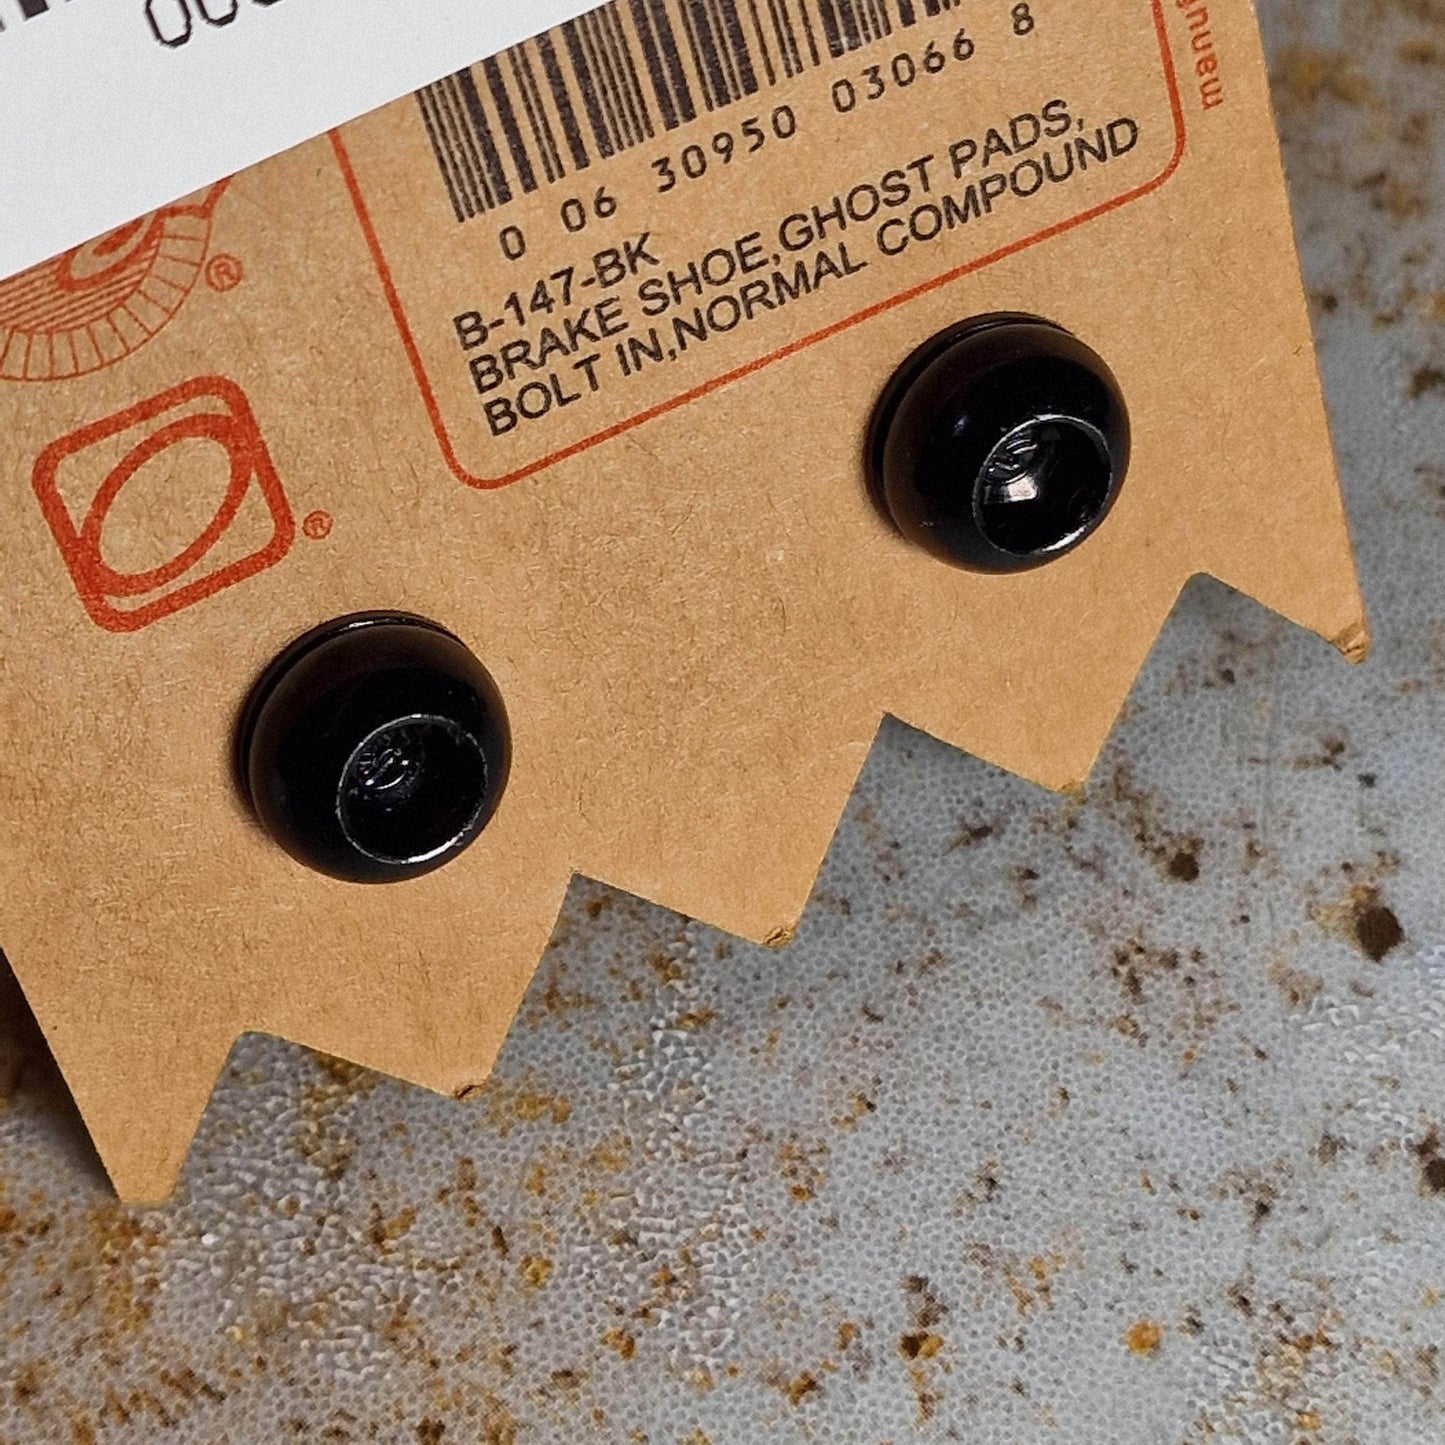 0 06 30950 03066 8
B-147-BK
BRAKE SHOE,GHOST PADS,
BOLT IN,NORMAL COMPOUND
®
®